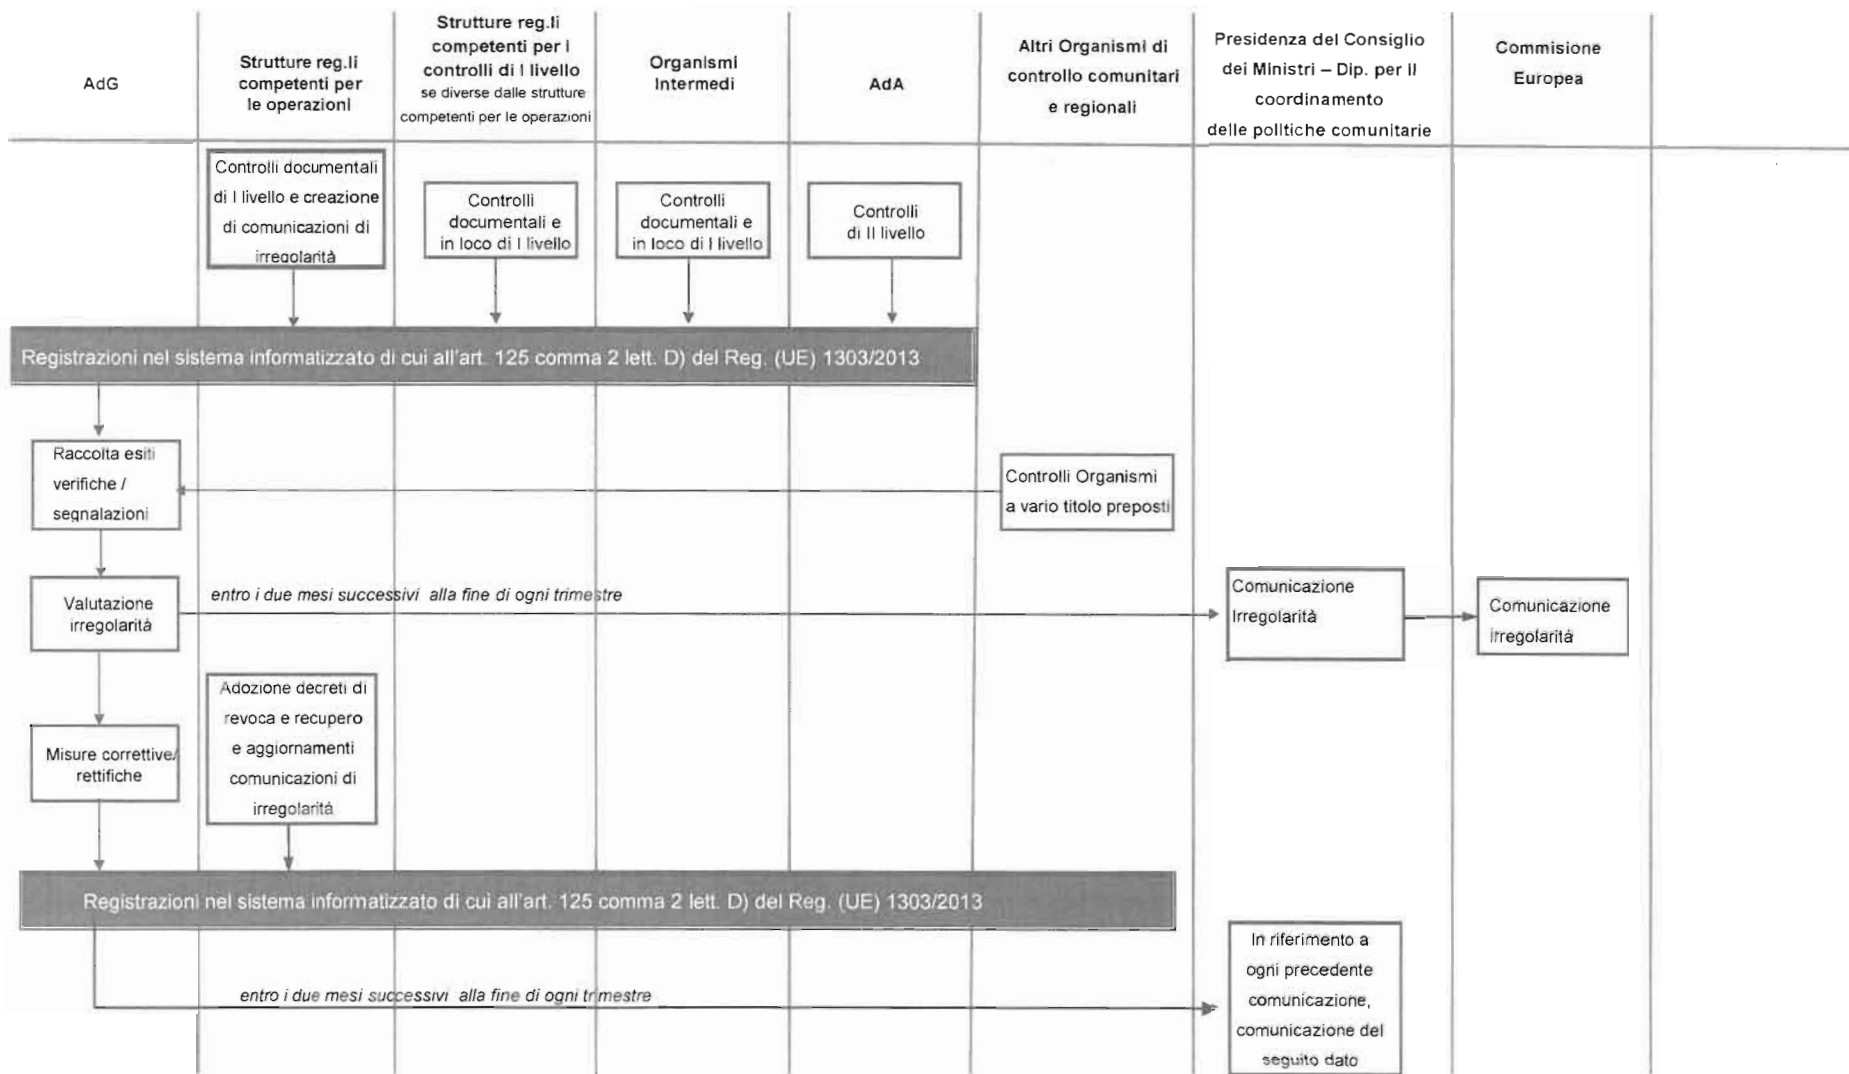 AdG
Strutture reg.li
competenti per
le operazioni
Strutture reg.li
competenti per i
controlli di I livello
se diverse dalle strutture
competenti per le operazioni
Organismi
Intermedi
AdA
Altri Organismi di
controllo comunitari
e regionali
Presidenza del Consiglio
dei Ministri – Dip. per il
coordinamento
delle politiche comunitarie
Commisione
Europea
Controlli documentali
di I livello e creazione
di comunicazioni di
irregolarità
Controlli
documentali e
in loco di I livello
Controlli
documentali e
in loco di I livello
Controlli
di II livello
Registrazioni nel sistema informatizzato di cui all'art. 125 comma 2 lett. D) del Reg. (UE) 1303/2013
Raccolta esiti
verifiche /
segnalazioni
Controlli Organismi
a vario titolo preposti
Valutazione
irregolarità
entro i due mesi successivi alla fine di ogni trimestre
Comunicazione
Irregolarità
Comunicazione
irregolarità
Misure correttive/
rettifiche
Adozione decreti di
revoca e recupero
e aggiornamenti
comunicazioni di
irregolarità
Registrazioni nel sistema informatizzato di cui all'art. 125 comma 2 lett. D) del Reg. (UE) 1303/2013
entro i due mesi successivi alla fine di ogni trimestre
In riferimento a
ogni precedente
comunicazione,
comunicazione del
seguito dato